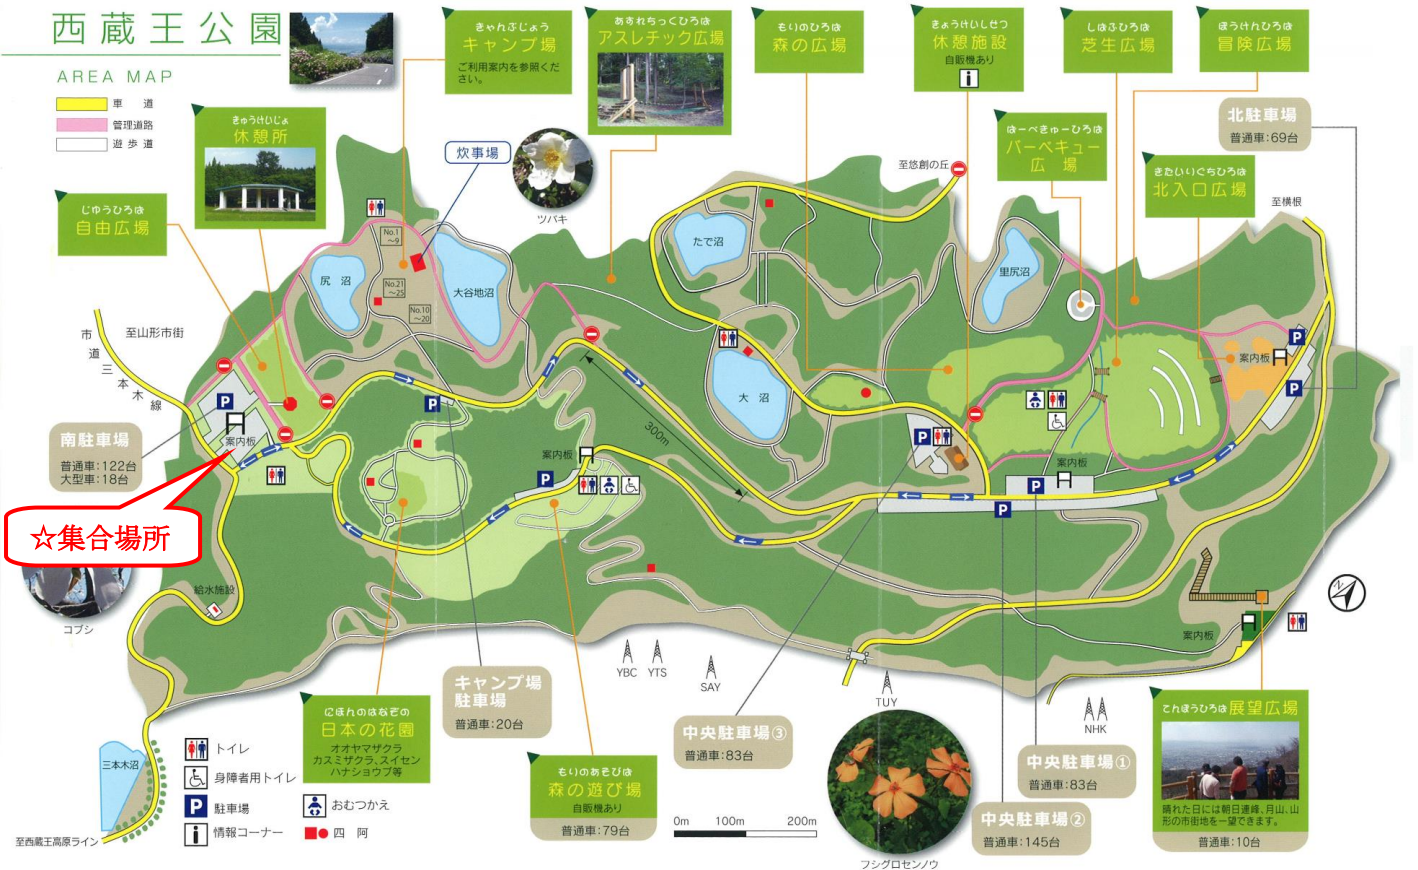 西蔵王公園
AREA MAP
車　道
管理道路
遊歩道
きゅうけいじょ
休憩所
じゆうひろば
自由広場
きゃんぷじょう
キャンプ場
ご利用案内を参照くだ
さい。
炊事場
ツバキ
あすれちっくひろば
アスレチック広場
もりのひろば
森の広場
きょうけいしせつ
休憩施設
自販機あり
しばふひろば
芝生広場
ぼうけんひろば
冒険広場
ばーべきゅーひろば
バーベキュー
広　場
きたいりぐちひろば
北入口広場
北駐車場
普通車:69台
至悠創の丘
至横根
No.1
～9
No.21
～25
No.10
～20
尻　沼
大谷地沼
たで沼
里尻沼
大　沼
市道三本木線
至山形市街
案内板
南駐車場
普通車:122台
大型車:18台
☆集合場所
300m
案内板
案内板
案内板
案内板
給水施設
コブシ
三本木沼
至西蔵王高原ライン
トイレ
身障者用トイレ
駐車場
情報コーナー
おむつかえ
四　阿
にほんのはなぞの
日本の花園
オオヤマザクラ
カスミザクラ、スイセン
ハナショウブ等
キャンプ場
駐車場
普通車:20台
もりのあそびば
森の遊び場
自販機あり
普通車:79台
YBC
YTS
SAY
TUY
NHK
中央駐車場③
普通車:83台
0m
100m
200m
フシグロセンノウ
中央駐車場②
普通車:145台
中央駐車場①
普通車:83台
てんぼうひろば
展望広場
晴れた日には朝日連峰、月山、山
形の市街地を一望できます。
普通車:10台
N